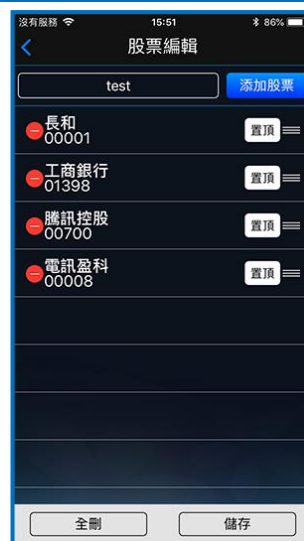 沒有服務 15:51 86%
股票編輯
test 添加股票
長和
00001 置頂
工商銀行
01398 置頂
騰訊控股
00700 置頂
電訊盈科
00008 置頂
全刪 儲存